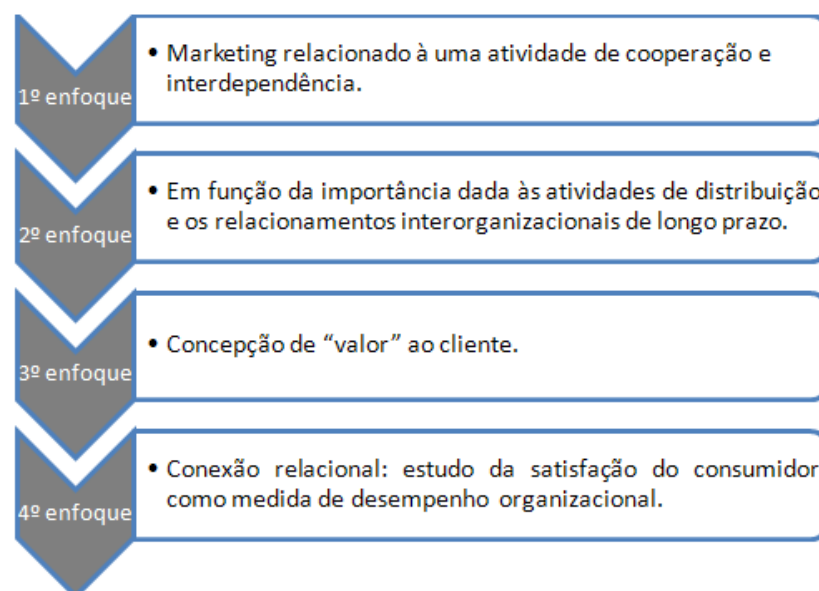 1º enfoque
• Marketing relacionado à uma atividade de cooperação e
interdependência.
2º enfoque
• Em função da importância dada às atividades de distribuição
e os relacionamentos interorganizacionais de longo prazo.
3º enfoque
• Concepção de “valor” ao cliente.
4º enfoque
• Conexão relacional: estudo da satisfação do consumidor
como medida de desempenho organizacional.